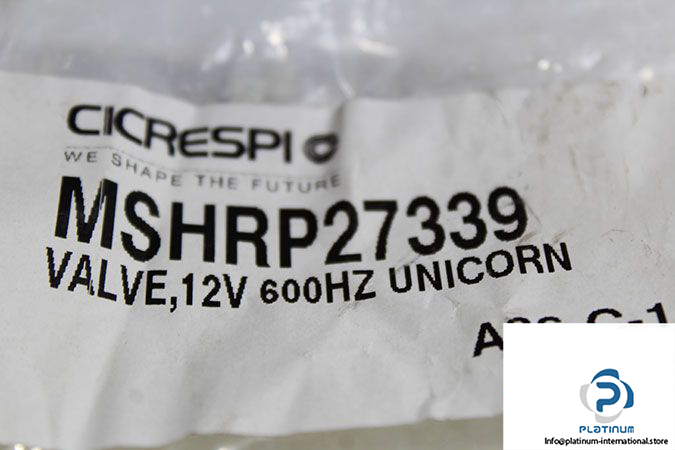 CICRESPI
WE SHAPE THE FUTURE
MSHRP27339
VALVE,12V 600HZ UNICORN
PLATINUM
Info@platinum-international.store